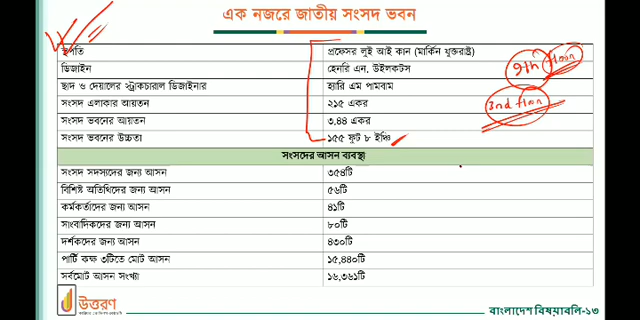 এক নজরে জাতীয় সংসদ ভবন
স্থপতি প্রফেসর লুই আই কান (মার্কিন যুক্তরাষ্ট্র)
ডিজাইন হেনরি এন, উইলকটস
ছাদ ও দেয়ালের স্ট্রাকচারাল ডিজাইনার হ্যারি এম পামবাম
সংসদ এলাকার আয়তন ২১৫ একর
সংসদ ভবনের আয়তন ৩.৪৪ একর
সংসদ ভবনের উচ্চতা ১৫৫ ফুট ৮ ইঞ্চি
9th floor
3nd floor
সংসদের আসন ব্যবস্থা
সংসদ সদস্যদের জন্য আসন ৩৫৪টি
বিশিষ্ট অতিথিদের জন্য আসন ৫৬টি
কর্মকর্তাদের জন্য আসন ৪১টি
সাংবাদিকদের জন্য আসন ৮০টি
দর্শকদের জন্য আসন ৪৩০টি
পার্টি কক্ষ ৩টিতে মোট আসন ১৫,৪৪০টি
সর্বমোট আসন সংখ্যা ১৬,৩৬১টি
উত্তরণ
বাংলাদেশ বিষয়াবলি-১৩